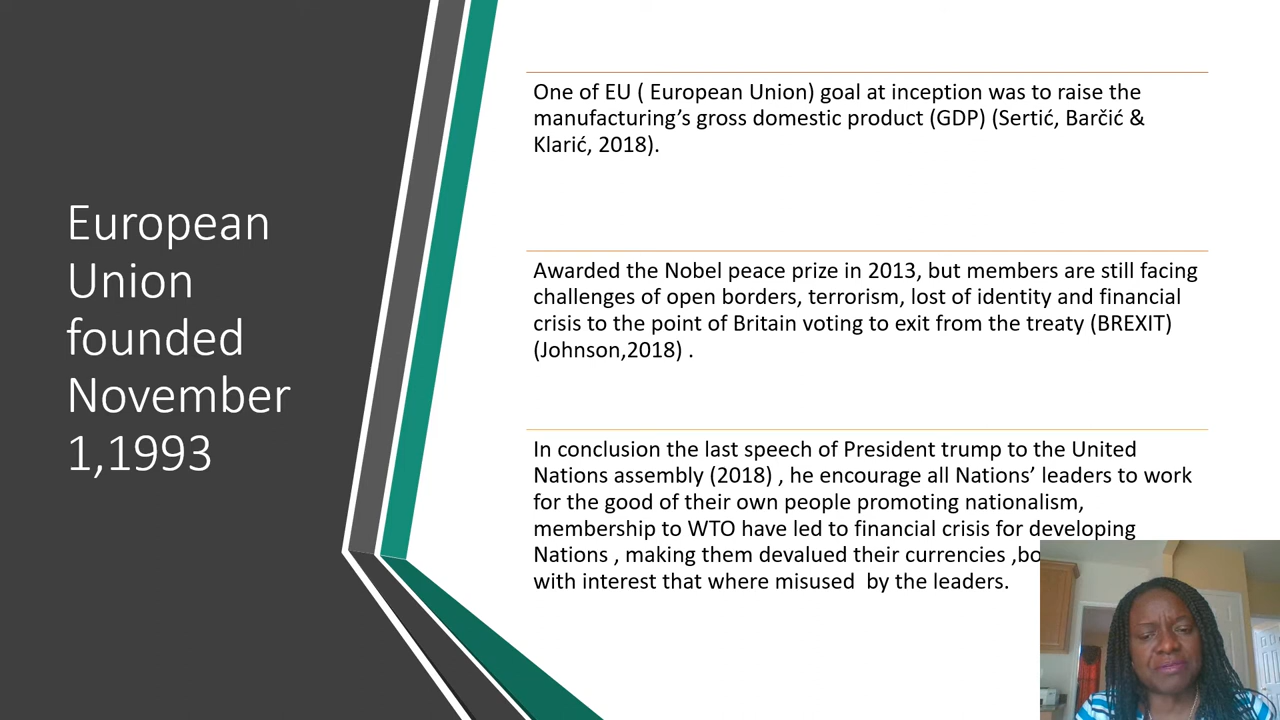 European
Union
founded
November
1,1993
One of EU ( European Union) goal at inception was to raise the
manufacturing’s gross domestic product (GDP) (Sertić, Barčić &
Klarić, 2018).
Awarded the Nobel peace prize in 2013, but members are still facing
challenges of open borders, terrorism, lost of identity and financial
crisis to the point of Britain voting to exit from the treaty (BREXIT)
(Johnson,2018) .
In conclusion the last speech of President trump to the United
Nations assembly (2018) , he encourage all Nations’ leaders to work
for the good of their own people promoting nationalism,
membership to WTO have led to financial crisis for developing
Nations , making them devalued their currencies
with interest that where misused by the leaders.